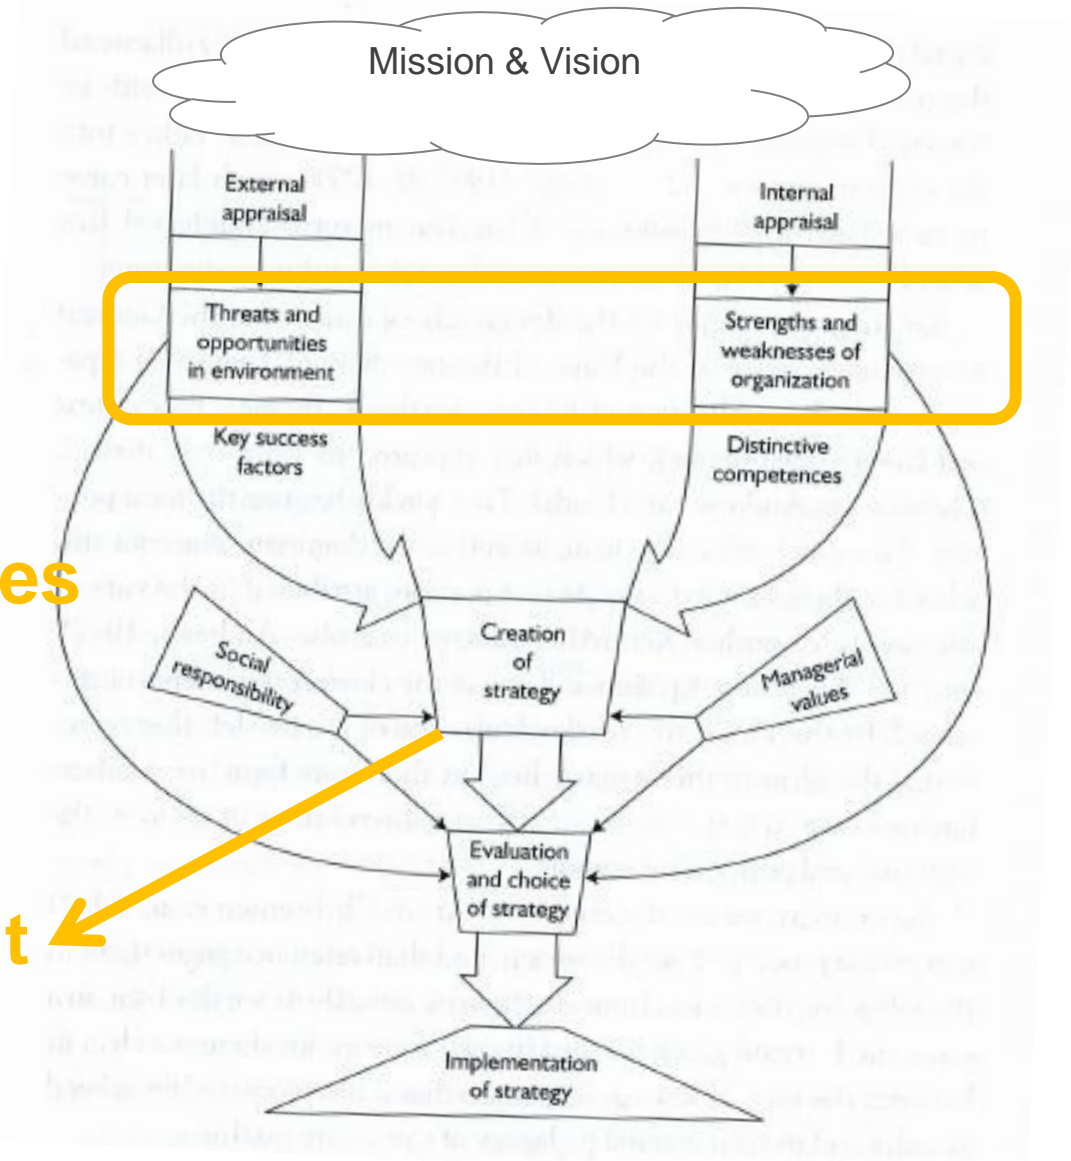 Mission & Vision
External
appraisal
Internal
appraisal
Threats and
opportunities
in environment
Strengths and
weaknesses of
organization
Key success
factors
Distinctive
competences
es
Creation
of
strategy
Social
responsibility
Managerial
values
Evaluation
and choice
of strategy
t
Implementation
of strategy